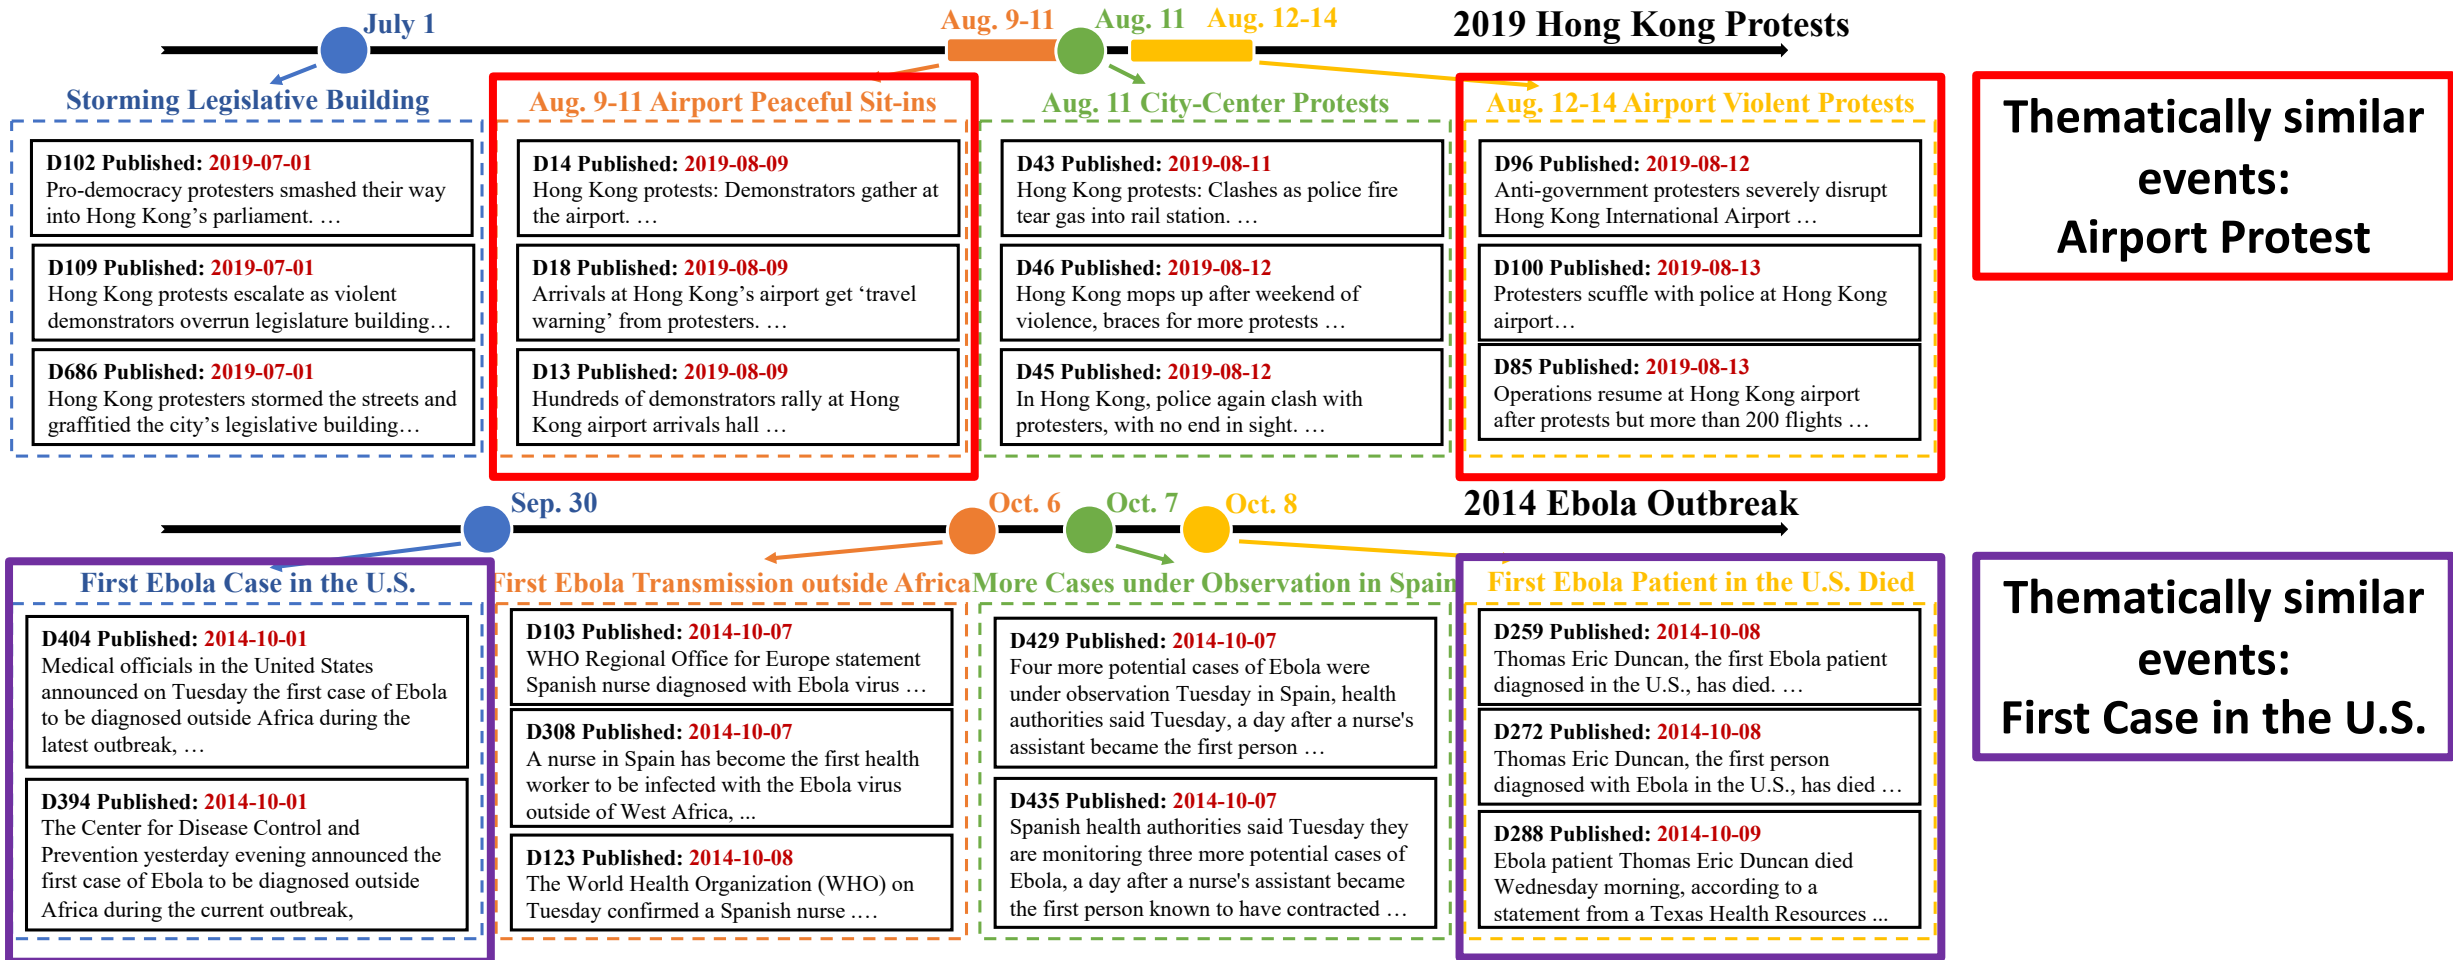 July 1
Aug. 9-11
Aug. 11
Aug. 12-14
2019 Hong Kong Protests
Storming Legislative Building
D102 Published: 2019-07-01
Pro-democracy protesters smashed their way
into Hong Kong’s parliament. …
D109 Published: 2019-07-01
Hong Kong protests escalate as violent
demonstrators overrun legislature building…
D686 Published: 2019-07-01
Hong Kong protesters stormed the streets and
graffitied the city’s legislative building…
Aug. 9-11 Airport Peaceful Sit-ins
D14 Published: 2019-08-09
Hong Kong protests: Demonstrators gather at
the airport. …
D18 Published: 2019-08-09
Arrivals at Hong Kong’s airport get ‘travel
warning’ from protesters. …
D13 Published: 2019-08-09
Hundreds of demonstrators rally at Hong
Kong airport arrivals hall …
Aug. 11 City-Center Protests
D43 Published: 2019-08-11
Hong Kong protests: Clashes as police fire
tear gas into rail station. …
D46 Published: 2019-08-12
Hong Kong mops up after weekend of
violence, braces for more protests …
D45 Published: 2019-08-12
In Hong Kong, police again clash with
protesters, with no end in sight. …
Aug. 12-14 Airport Violent Protests
D96 Published: 2019-08-12
Anti-government protesters severely disrupt
Hong Kong International Airport …
D100 Published: 2019-08-13
Protesters scuffle with police at Hong Kong
airport…
D85 Published: 2019-08-13
Operations resume at Hong Kong airport
after protests but more than 200 flights …
Thematically similar
events:
Airport Protest
Sep. 30
Oct. 6
Oct. 7
Oct. 8
2014 Ebola Outbreak
First Ebola Case in the U.S.
D404 Published: 2014-10-01
Medical officials in the United States
announced on Tuesday the first case of Ebola
to be diagnosed outside Africa during the
latest outbreak, …
D394 Published: 2014-10-01
The Center for Disease Control and
Prevention yesterday evening announced the
first case of Ebola to be diagnosed outside
Africa during the current outbreak,
First Ebola Transmission outside Africa
D103 Published: 2014-10-07
WHO Regional Office for Europe statement
Spanish nurse diagnosed with Ebola virus …
D308 Published: 2014-10-07
A nurse in Spain has become the first health
worker to be infected with the Ebola virus
outside of West Africa, ...
D123 Published: 2014-10-08
The World Health Organization (WHO) on
Tuesday confirmed a Spanish nurse .…
More Cases under Observation in Spain
D429 Published: 2014-10-07
Four more potential cases of Ebola were
under observation Tuesday in Spain, health
authorities said Tuesday, a day after a nurse's
assistant became the first person …
D435 Published: 2014-10-07
Spanish health authorities said Tuesday they
are monitoring three more potential cases of
Ebola, a day after a nurse's assistant became
the first person known to have contracted …
First Ebola Patient in the U.S. Died
D259 Published: 2014-10-08
Thomas Eric Duncan, the first Ebola patient
diagnosed in the U.S., has died. …
D272 Published: 2014-10-08
Thomas Eric Duncan, the first person
diagnosed with Ebola in the U.S., has died …
D288 Published: 2014-10-09
Ebola patient Thomas Eric Duncan died
Wednesday morning, according to a
statement from a Texas Health Resources ...
Thematically similar
events:
First Case in the U.S.